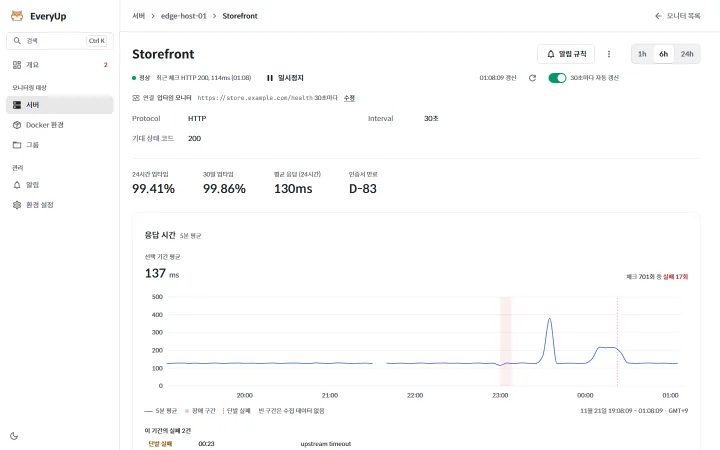 EveryUp
서버 > edge-host-01 > Storefront
← 모니터 목록
검색 Ctrl K
개요 2
모니터링 대상
서버
Docker 환경
그룹
관리
알림
환경 설정
Storefront
알림 규칙
1h 6h 24h
정상 최근 체크 HTTP 200, 114ms (01:08) 일시정지
01:08:09 갱신 30초마다 자동 갱신
연결 업타임 모니터 https://store.example.com/health 30초마다 수정
Protocol HTTP Interval 30초
기대 상태 코드 200
24시간 업타임 30일 업타임 평균 응답 (24시간) 인증서 만료
99.41% 99.86% 130ms D-83
응답 시간 5분 평균
선택 기간 평균
137 ms
체크 701회 중 실패 17회
500
400
300
200
100
0
20:00 21:00 22:00 23:00 00:00 01:00
5분 평균 장애 구간 단발 실패 빈 구간은 수집 데이터 없음
11월 21일 19:08:09 – 01:08:09 · GMT+9
이 기간의 실패 2건
단발 실패 00:23 upstream timeout